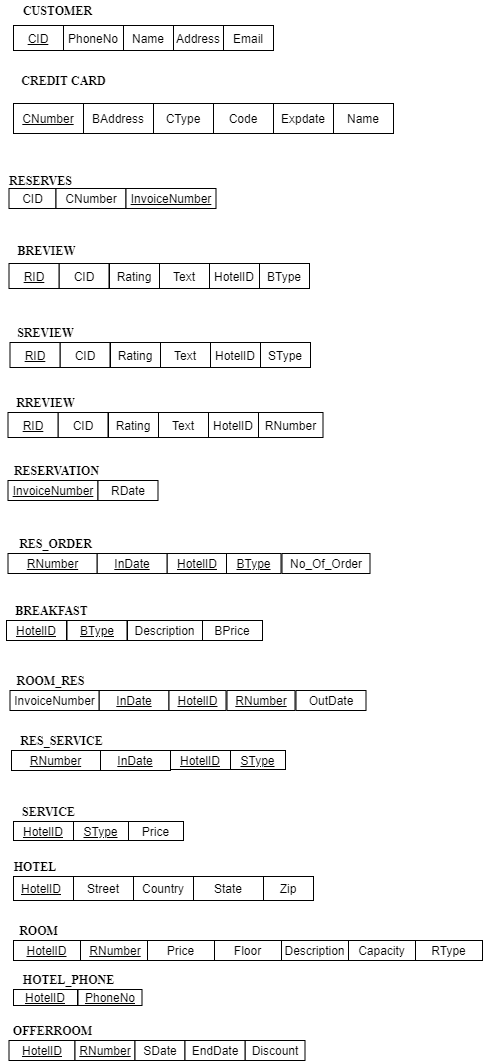 CUSTOMER
CID PhoneNo Name Address Email
CREDIT CARD
CNumber BAddress CType Code Expdate Name
RESERVES
CID CNumber InvoiceNumber
BREVIEW
RID CID Rating Text HotelID BType
SREVIEW
RID CID Rating Text HotelID SType
RREVIEW
RID CID Rating Text HotelID RNumber
RESERVATION
InvoiceNumber RDate
RES_ORDER
RNumber InDate HotelID BType No_Of_Order
BREAKFAST
HotelID BType Description BPrice
ROOM_RES
InvoiceNumber InDate HotelID RNumber OutDate
RES_SERVICE
RNumber InDate HotelID SType
SERVICE
HotelID SType Price
HOTEL
HotelID Street Country State Zip
ROOM
HotelID RNumber Price Floor Description Capacity RType
HOTEL_PHONE
HotelID PhoneNo
OFFERROOM
HotelID RNumber SDate EndDate Discount